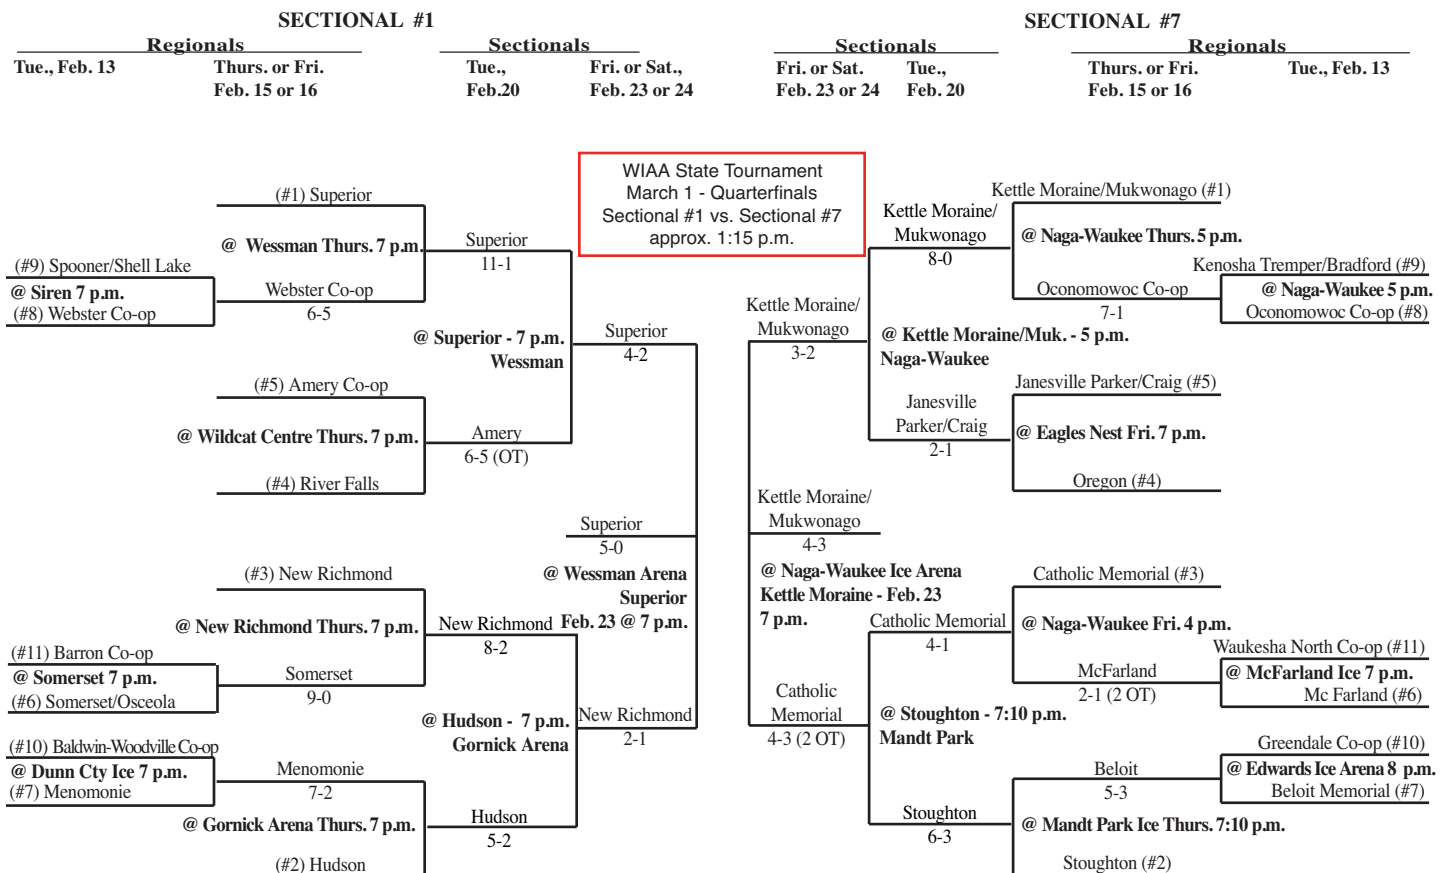 SECTIONAL #1
Regionals
Sectionals
Tue., Feb. 13
Thurs. or Fri.
Feb. 15 or 16
Tue.,
Feb.20
Fri. or Sat.,
Feb. 23 or 24
(#1) Superior
@ Wessman Thurs. 7 p.m.
(#9) Spooner/Shell Lake
@ Siren 7 p.m.
(#8) Webster Co-op
Webster Co-op
6-5
Superior
11-1
@ Superior - 7 p.m.
Wessman
(#5) Amery Co-op
@ Wildcat Centre Thurs. 7 p.m.
(#4) River Falls
Amery
6-5 (OT)
Superior
4-2
Superior
5-0
@ Wessman Arena
Superior
Feb. 23 @ 7 p.m.
(#3) New Richmond
@ New Richmond Thurs. 7 p.m.
(#11) Barron Co-op
@ Somerset 7 p.m.
(#6) Somerset/Osceola
Somerset
9-0
New Richmond
8-2
@ Hudson - 7 p.m.
Gornick Arena
New Richmond
2-1
(#10) Baldwin-Woodville Co-op
@ Dunn Cty Ice 7 p.m.
(#7) Menomonie
Menomonie
7-2
@ Gornick Arena Thurs. 7 p.m.
Hudson
5-2
(#2) Hudson
WIAA State Tournament
March 1 - Quarterfinals
Sectional #1 vs. Sectional #7
approx. 1:15 p.m.
SECTIONAL #7
Sectionals
Regionals
Fri. or Sat.
Feb. 23 or 24
Tue.,
Feb. 20
Thurs. or Fri.
Feb. 15 or 16
Tue., Feb. 13
Kettle Moraine/Mukwonago (#1)
Kettle Moraine/
Mukwonago
8-0
@ Naga-Waukee Thurs. 5 p.m.
Kenosha Tremper/Bradford (#9)
@ Naga-Waukee 5 p.m.
Oconomowoc Co-op (#8)
Oconomowoc Co-op
7-1
Kettle Moraine/
Mukwonago
3-2
@ Kettle Moraine/Muk. - 5 p.m.
Naga-Waukee
Janesville Parker/Craig (#5)
Janesville
Parker/Craig
2-1
@ Eagles Nest Fri. 7 p.m.
Oregon (#4)
Kettle Moraine/
Mukwonago
4-3
@ Naga-Waukee Ice Arena
Kettle Moraine - Feb. 23
7 p.m.
Catholic Memorial (#3)
Catholic Memorial
4-1
@ Naga-Waukee Fri. 4 p.m.
Waukesha North Co-op (#11)
@ McFarland Ice 7 p.m.
Mc Farland (#6)
McFarland
2-1 (2 OT)
Catholic
Memorial
4-3 (2 OT)
@ Stoughton - 7:10 p.m.
Mandt Park
Greendale Co-op (#10)
@ Edwards Ice Arena 8 p.m.
Beloit Memorial (#7)
Beloit
5-3
Stoughton
6-3
@ Mandt Park Ice Thurs. 7:10 p.m.
Stoughton (#2)